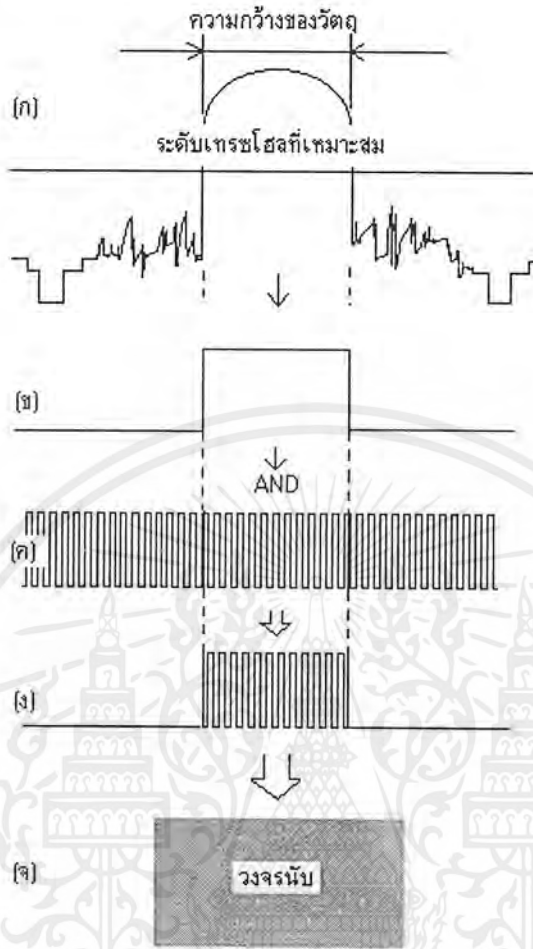 ความกว้างของวัตถุ
(ก)
ระดับเทรชโฮลที่เหมาะสม
(ข)
AND
(ค)
(ง)
(จ)
วงจรนับ